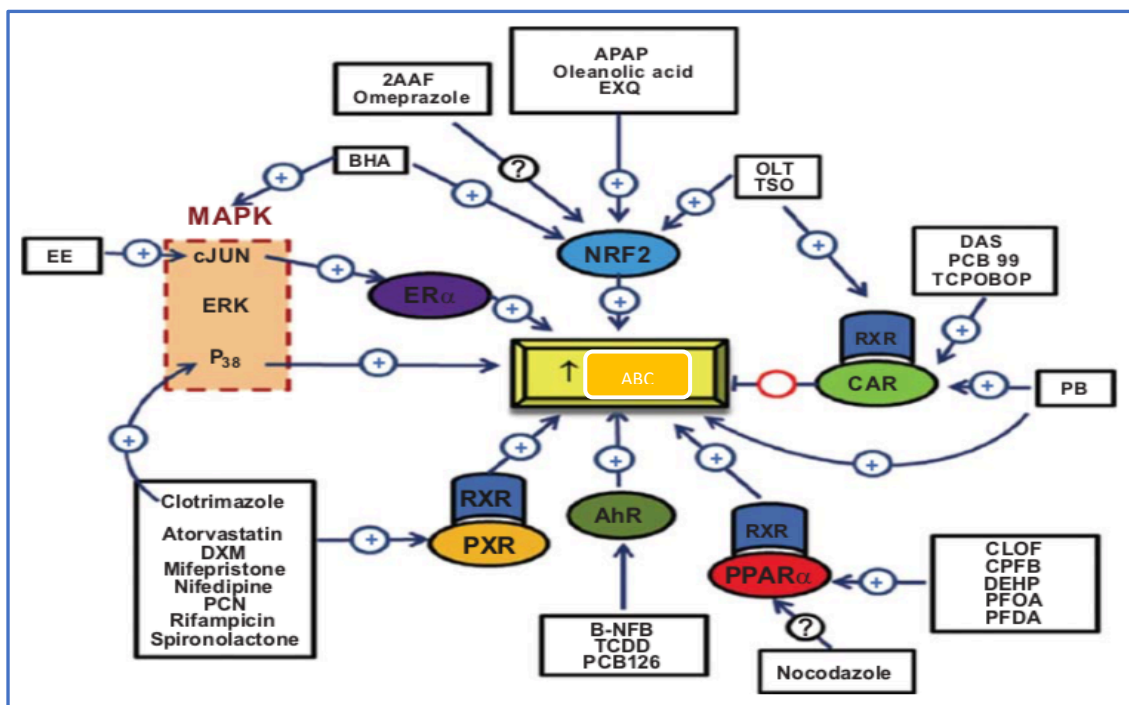 APAP
Oleanolic acid
EXQ
2AAF
Omeprazole
?
BHA
+
+
+
+
OLT
TSO
+
MAPK
EE
+
cJUN
+
ERα
+
NRF2
+
DAS
PCB 99
TCPOBOP
+
ERK
P38
+
↑ ABC
RXR
CAR
+
PB
+
+
+
+
Clotrimazole
Atorvastatin
DXM
Mifepristone
Nifedipine
PCN
Rifampicin
Spironolactone
+
RXR
PXR
+
AhR
B-NFB
TCDD
PCB126
RXR
PPARα
+
?
Nocodazole
CLOF
CPFB
DEHP
PFOA
PFDA